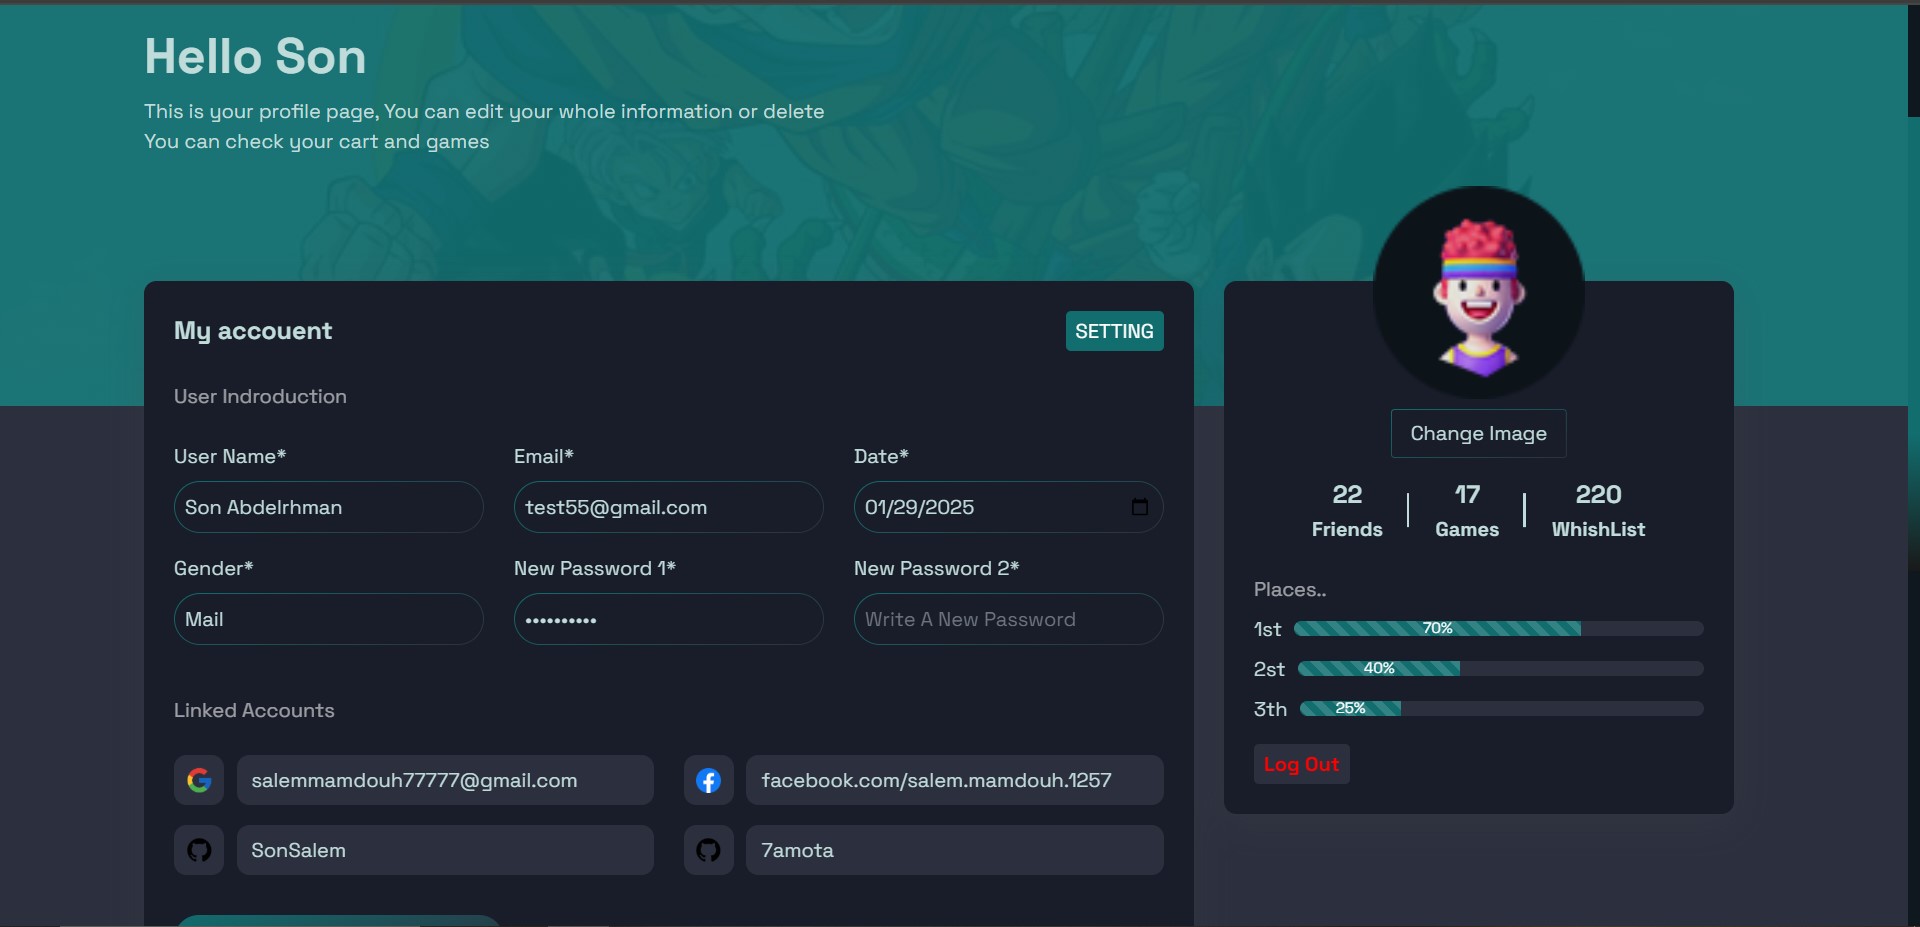 Hello Son
This is your profile page, You can edit your whole information or delete
You can check your cart and games
My accouent
SETTING
User Indroduction
User Name*
Email*
Date*
Son Abdelrhman
test55@gmail.com
01/29/2025
Gender*
New Password 1*
New Password 2*
Mail
••••••••••
Write A New Password
Linked Accounts
salemmamdouh77777@gmail.com
facebook.com/salem.mamdouh.1257
SonSalem
7amota
Change Image
22
17
220
Friends
Games
WhishList
Places..
1st
70%
2st
40%
3th
25%
Log Out